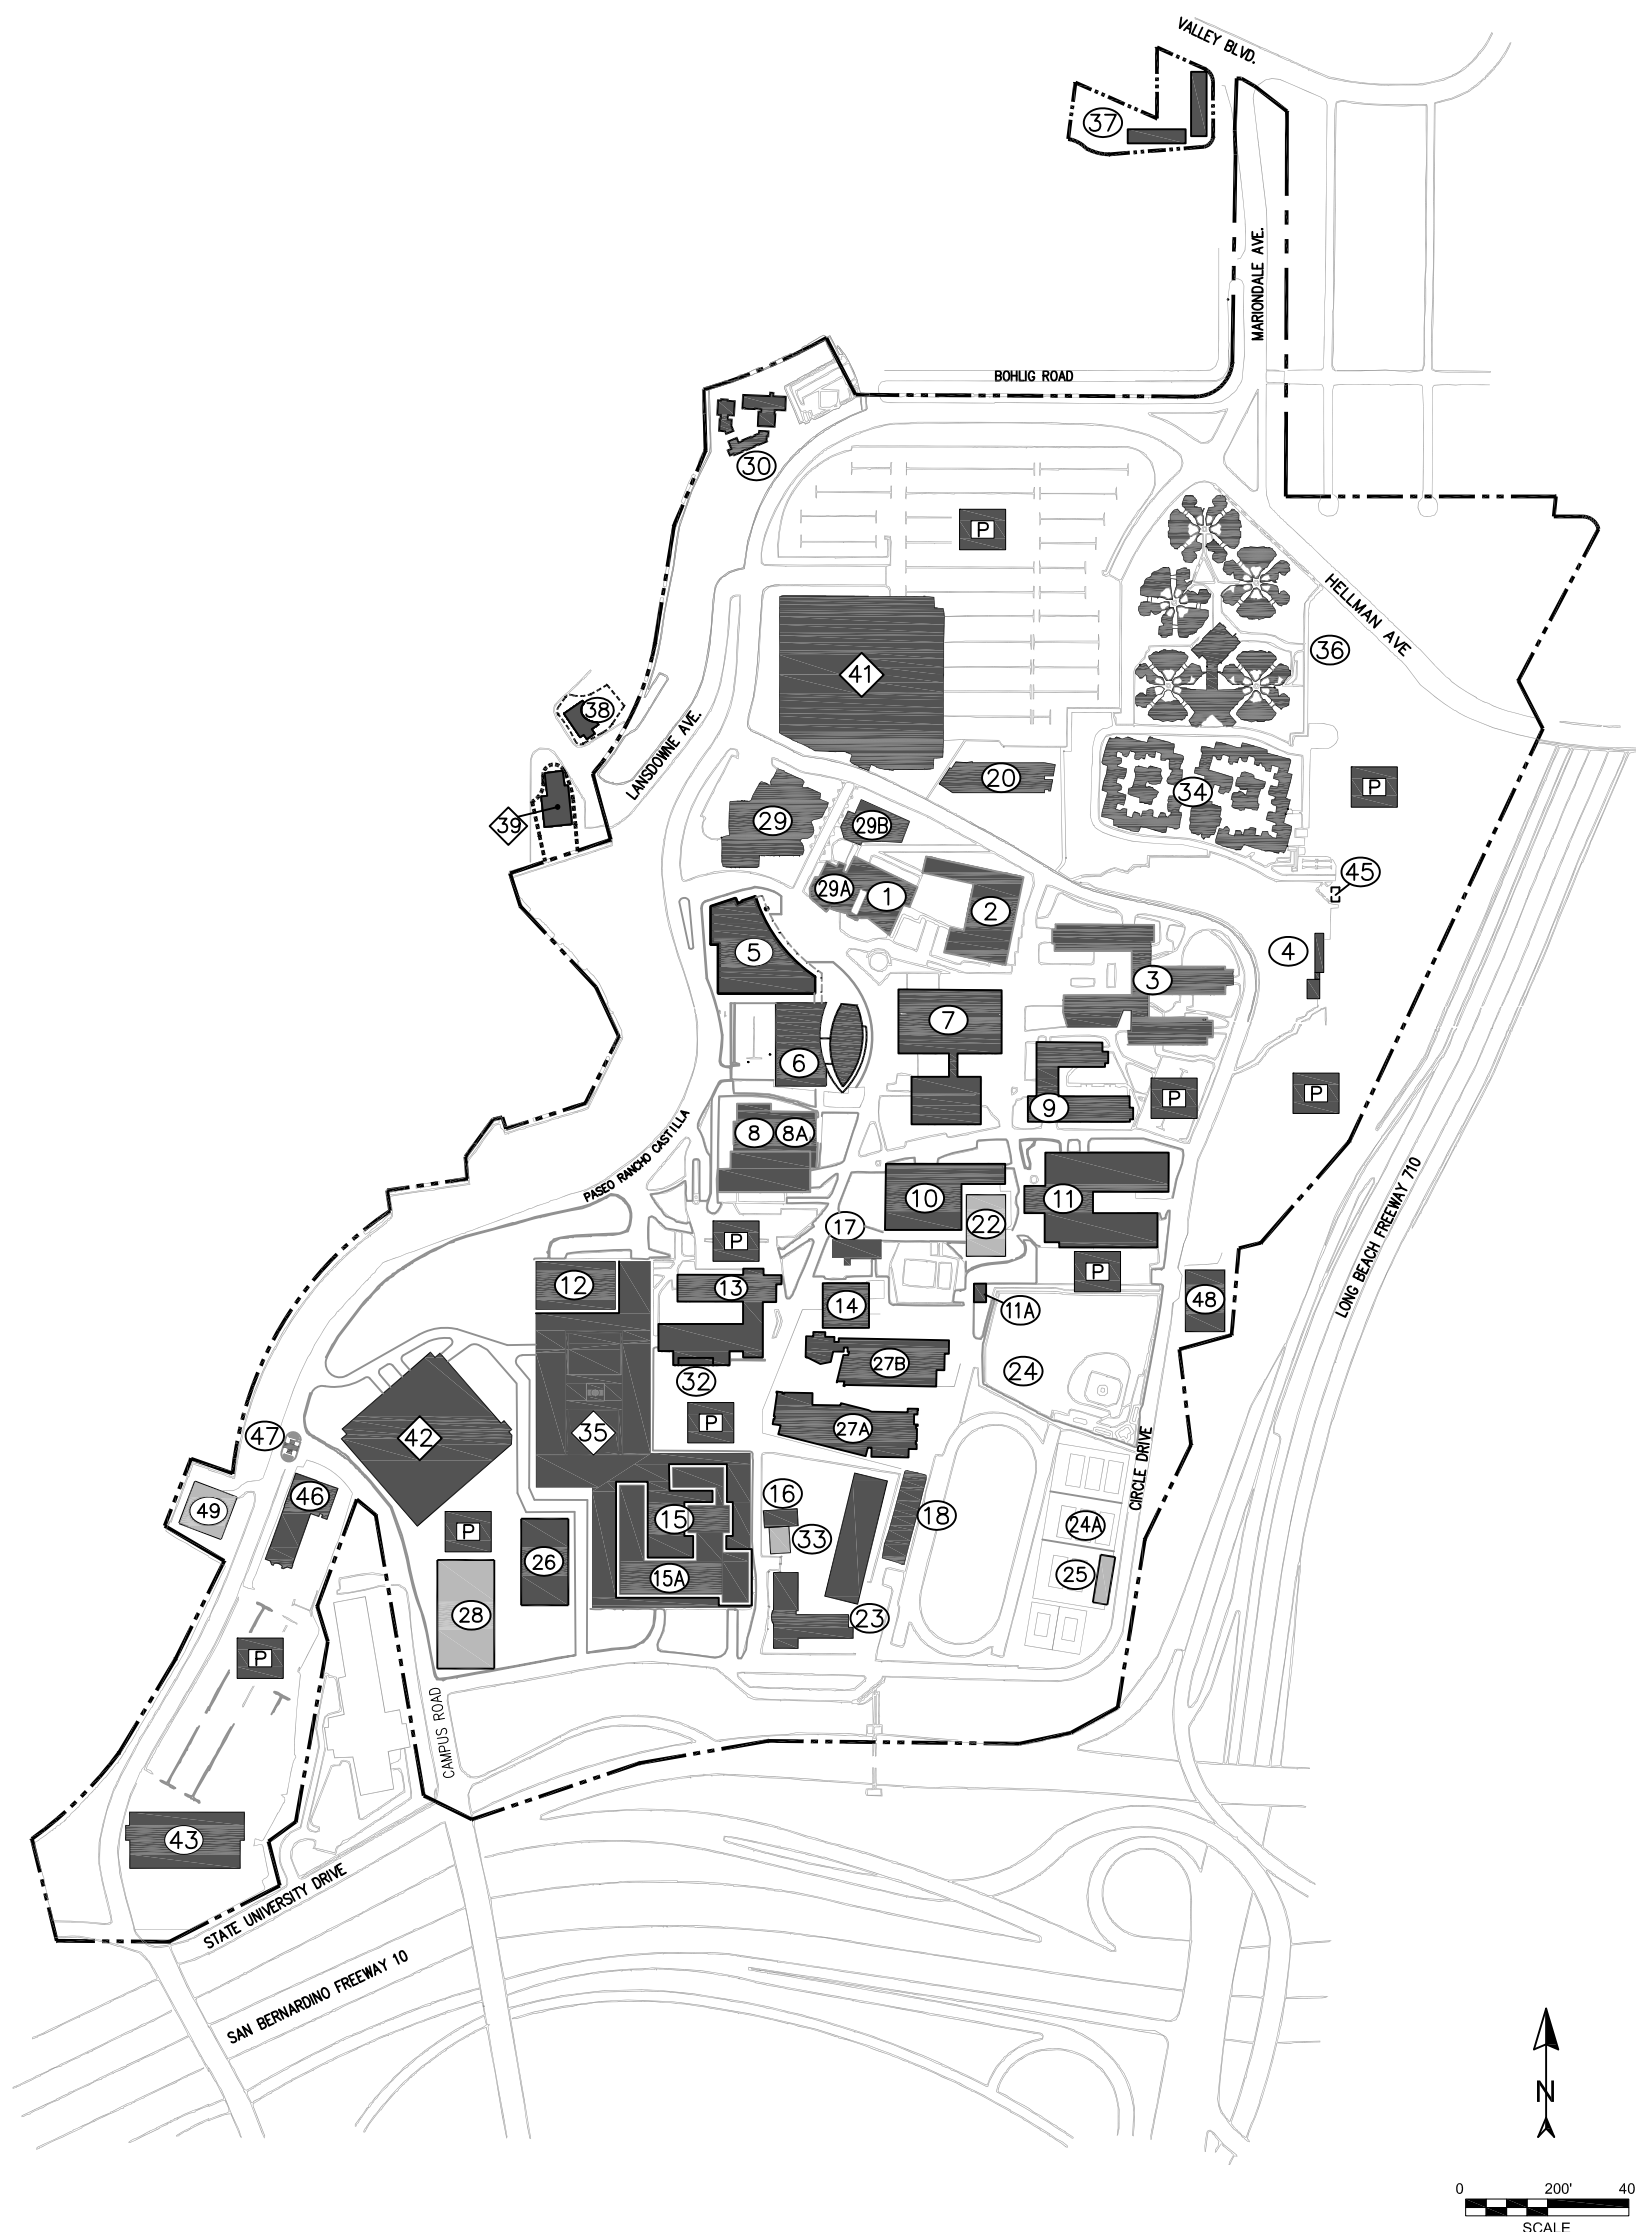 VALLEY BLVD.
37
MARIONDALE AVE.
BOHLIG ROAD
30
P
HELLMAN AVE
36
41
38
LANSDOWNE AVE.
20
34
P
39
29
29B
45
29A
1
2
5
4
3
7
6
P
P
9
8
8A
PASEO RANCHO CASTILLA
LONG BEACH FREEWAY 710
10
11
22
17
P
P
12
13
14
11A
48
27B
24
32
P
27A
35
42
47
CIRCLE DRIVE
46
16
49
15
18
24A
P
33
26
15A
25
28
23
P
CAMPUS ROAD
43
STATE UNIVERSITY DRIVE
SAN BERNARDINO FREEWAY 10
N
0 200' 40
SCALE